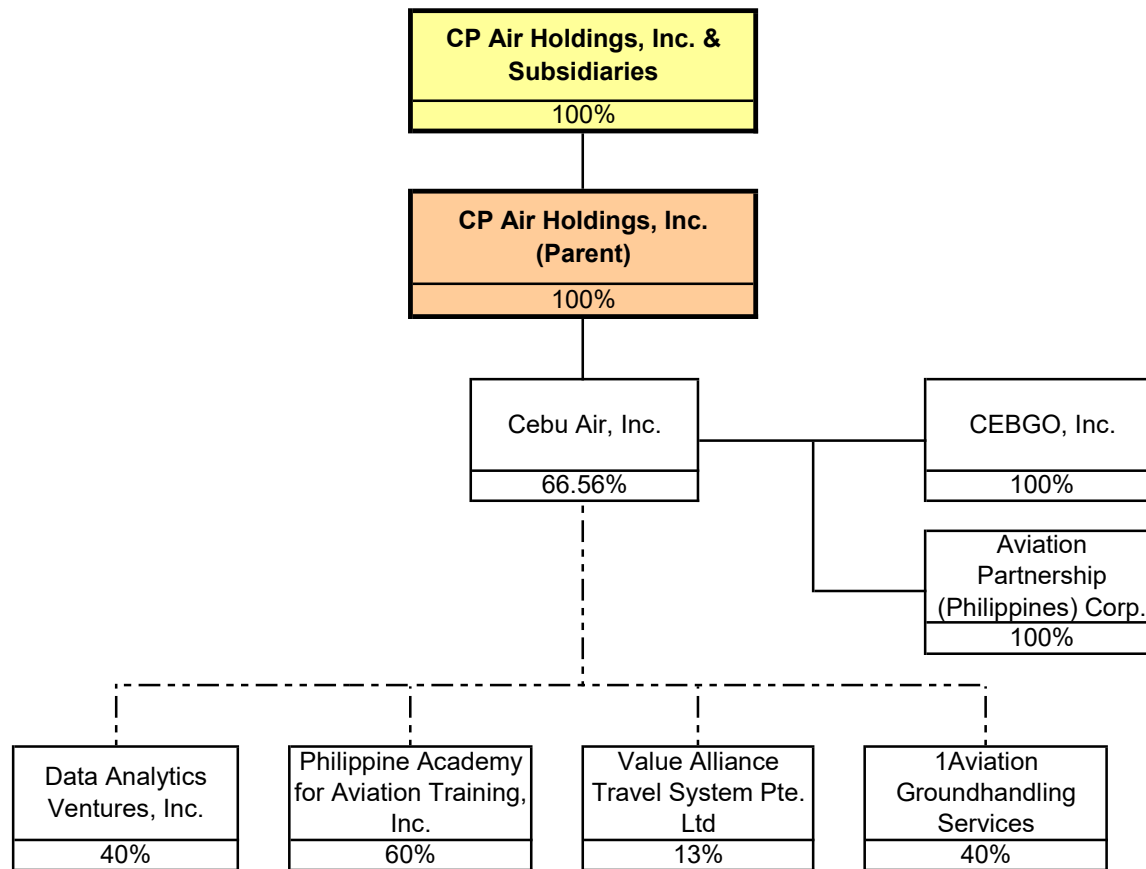 CP Air Holdings, Inc. &
Subsidiaries
100%
CP Air Holdings, Inc.
(Parent)
100%
Cebu Air, Inc.
66.56%
CEBGO, Inc.
100%
Aviation
Partnership
(Philippines) Corp.
100%
Data Analytics
Ventures, Inc.
40%
Philippine Academy
for Aviation Training,
Inc.
60%
Value Alliance
Travel System Pte.
Ltd
13%
1Aviation
Groundhandling
Services
40%